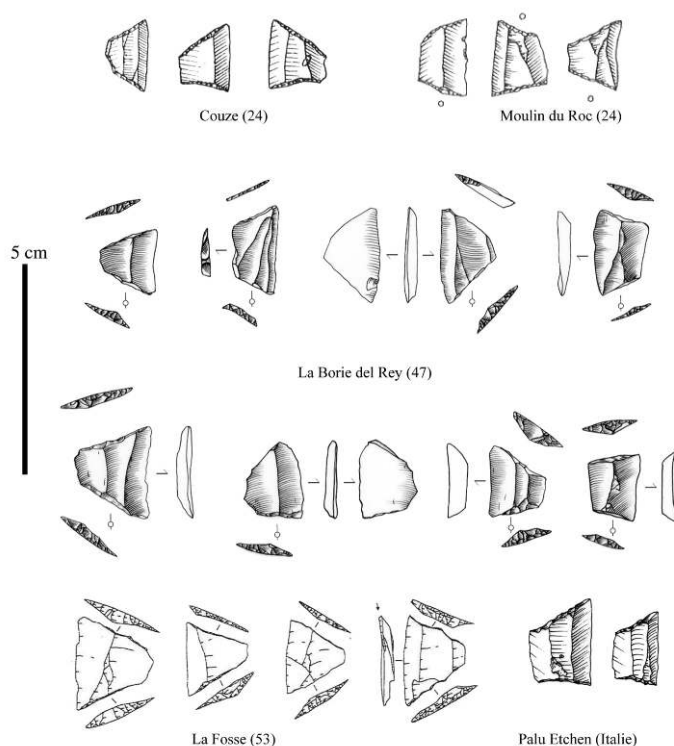 Couze (24)
Moulin du Roc (24)
5 cm
La Borie del Rey (47)
La Fosse (53)
Palu Etchen (Italie)